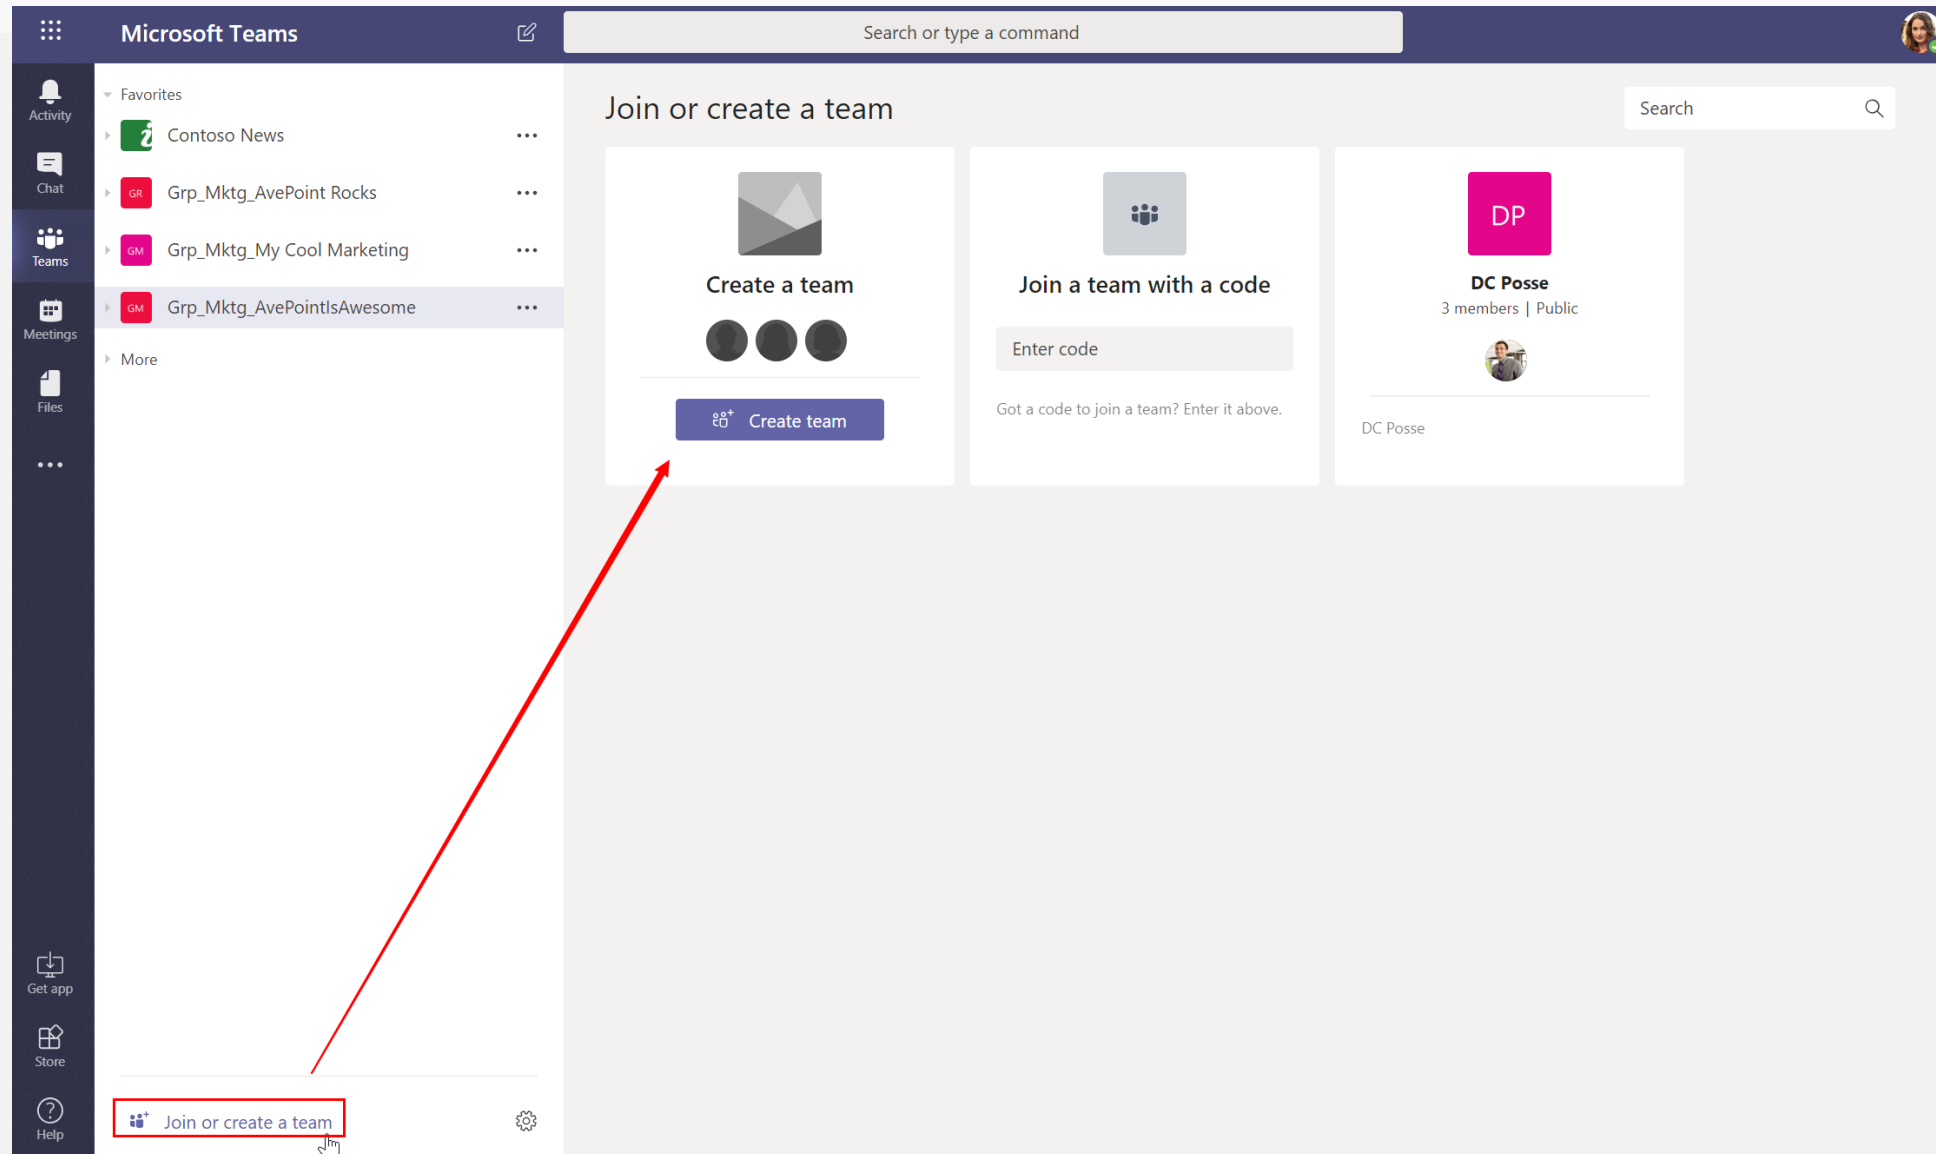 Microsoft Teams
Search or type a command
Activity
Chat
Teams
Meetings
Files
Get app
Store
Help
Favorites
i Contoso News
GR Grp_Mktg_AvePoint Rocks
GM Grp_Mktg_My Cool Marketing
GM Grp_Mktg_AvePointIsAwesome
More
Join or create a team
Join or create a team
Search
Create a team
Create team
Join a team with a code
Enter code
Got a code to join a team? Enter it above.
DP
DC Posse
3 members | Public
DC Posse